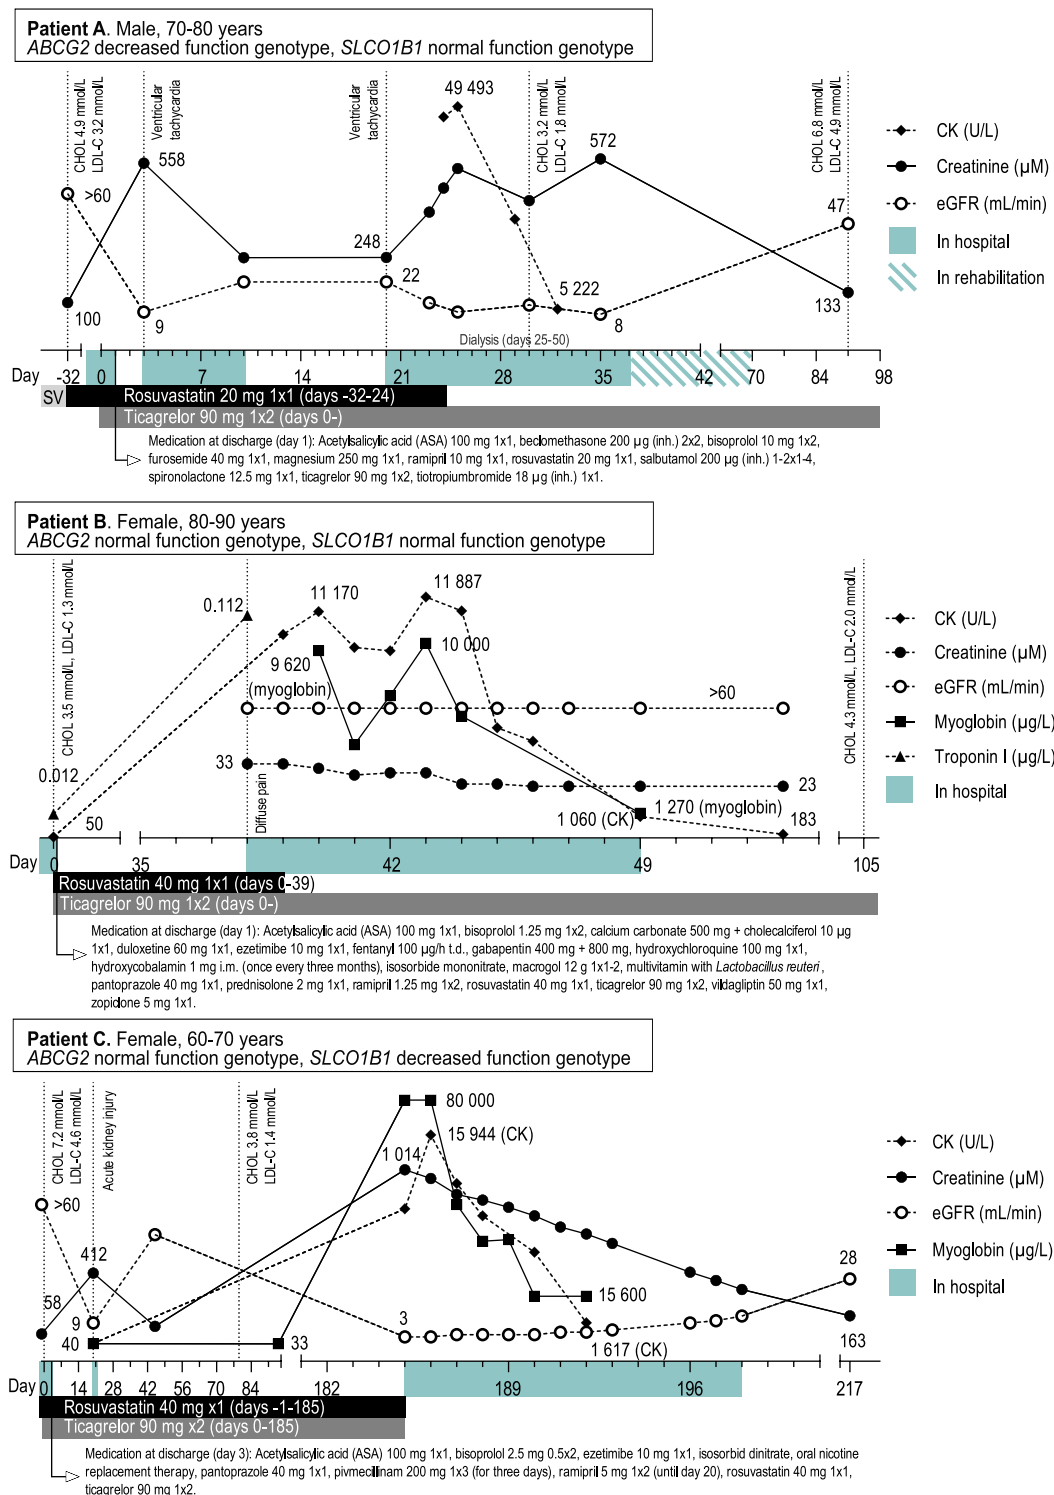 Patient A. Male, 70-80 years
ABCG2 decreased function genotype, SLCO1B1 normal function genotype
CHOL 4.9 mmol/L
LDL-C 3.2 mmol/L
Ventricular
tachycardia
Ventricular
tachycardia
CHOL 3.2 mmol/L
LDL-C 1.8 mmol/L
CHOL 6.8 mmol/L
LDL-C 4.9 mmol/L
49 493
558
572
>60
248
22
47
5 222
100
9
8
133
CK (U/L)
Creatinine (µM)
eGFR (mL/min)
In hospital
In rehabilitation
Dialysis (days 25-50)
Day -32 0 7 14 21 28 35 42 70 84 98
SV Rosuvastatin 20 mg 1x1 (days -32-24)
Ticagrelor 90 mg 1x2 (days 0-)
Medication at discharge (day 1): Acetylsalicylic acid (ASA) 100 mg 1x1, beclomethasone 200 µg (inh.) 2x2, bisoprolol 10 mg 1x2,
furosemide 40 mg 1x1, magnesium 250 mg 1x1, ramipril 10 mg 1x1, rosuvastatin 20 mg 1x1, salbutamol 200 µg (inh.) 1-2x1-4,
spironolactone 12.5 mg 1x1, ticagrelor 90 mg 1x2, tiotropiumbromide 18 µg (inh.) 1x1.
Patient B. Female, 80-90 years
ABCG2 normal function genotype, SLCO1B1 normal function genotype
CHOL 3.5 mmol/L, LDL-C 1.3 mmol/L
Diffuse pain
CHOL 4.3 mmol/L, LDL-C 2.0 mmol/L
0.112
11 170
11 887
9 620
(myoglobin)
10 000
>60
0.012
33
23
50
1 270 (myoglobin)
1 060 (CK)
183
CK (U/L)
Creatinine (µM)
eGFR (mL/min)
Myoglobin (µg/L)
Troponin I (µg/L)
In hospital
Day 0 35 42 49 105
Rosuvastatin 40 mg 1x1 (days 0-39)
Ticagrelor 90 mg 1x2 (days 0-)
Medication at discharge (day 1): Acetylsalicylic acid (ASA) 100 mg 1x1, bisoprolol 1.25 mg 1x2, calcium carbonate 500 mg + cholecalciferol 10 µg
1x1, duloxetine 60 mg 1x1, ezetimibe 10 mg 1x1, fentanyl 100 µg/h t.d., gabapentin 400 mg + 800 mg, hydroxychloroquine 100 mg 1x1,
hydroxycobalamin 1 mg i.m. (once every three months), isosorbide mononitrate, macrogol 12 g 1x1-2, multivitamin with Lactobacillus reuteri,
pantoprazole 40 mg 1x1, prednisolone 2 mg 1x1, ramipril 1.25 mg 1x2, rosuvastatin 40 mg 1x1, ticagrelor 90 mg 1x2, vildagliptin 50 mg 1x1,
zopiclone 5 mg 1x1.
Patient C. Female, 60-70 years
ABCG2 normal function genotype, SLCO1B1 decreased function genotype
CHOL 7.2 mmol/L
LDL-C 4.6 mmol/L
Acute kidney injury
CHOL 3.8 mmol/L
LDL-C 1.4 mmol/L
80 000
15 944 (CK)
1 014
>60
412
58
9
40
33
3
15 600
1 617 (CK)
28
163
CK (U/L)
Creatinine (µM)
eGFR (mL/min)
Myoglobin (µg/L)
In hospital
Day 0 14 28 42 56 70 84 182 189 196 217
Rosuvastatin 40 mg x1 (days -1-185)
Ticagrelor 90 mg x2 (days 0-185)
Medication at discharge (day 3): Acetylsalicylic acid (ASA) 100 mg 1x1, bisoprolol 2.5 mg 0.5x2, ezetimibe 10 mg 1x1, isosorbid dinitrate, oral nicotine
replacement therapy, pantoprazole 40 mg 1x1, pivmecillinam 200 mg 1x3 (for three days), ramipril 5 mg 1x2 (until day 20), rosuvastatin 40 mg 1x1,
ticagrelor 90 mg 1x2.